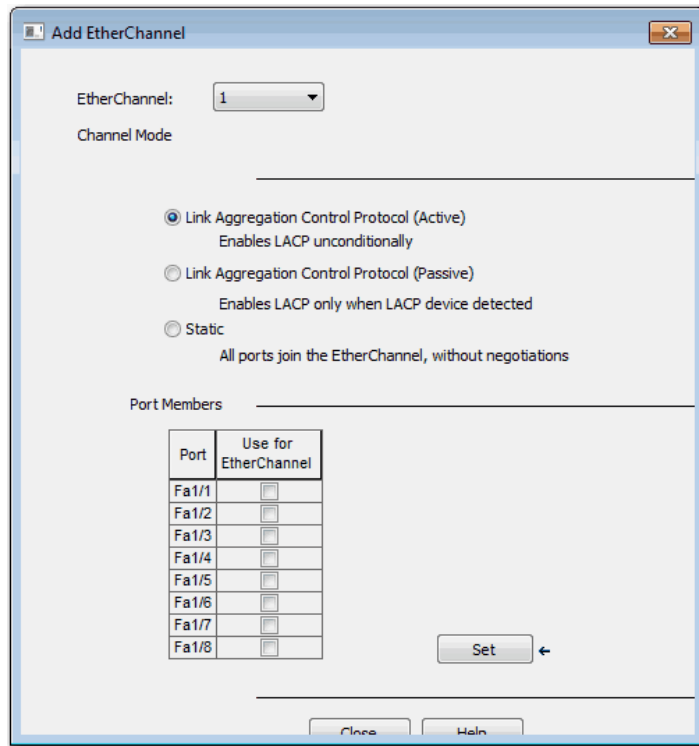 Add EtherChannel
EtherChannel:
1
Channel Mode
Link Aggregation Control Protocol (Active)
Enables LACP unconditionally
Link Aggregation Control Protocol (Passive)
Enables LACP only when LACP device detected
Static
All ports join the EtherChannel, without negotiations
Port Members
Port
Use for
EtherChannel
Fa1/1
Fa1/2
Fa1/3
Fa1/4
Fa1/5
Fa1/6
Fa1/7
Fa1/8
Set
Close
Help